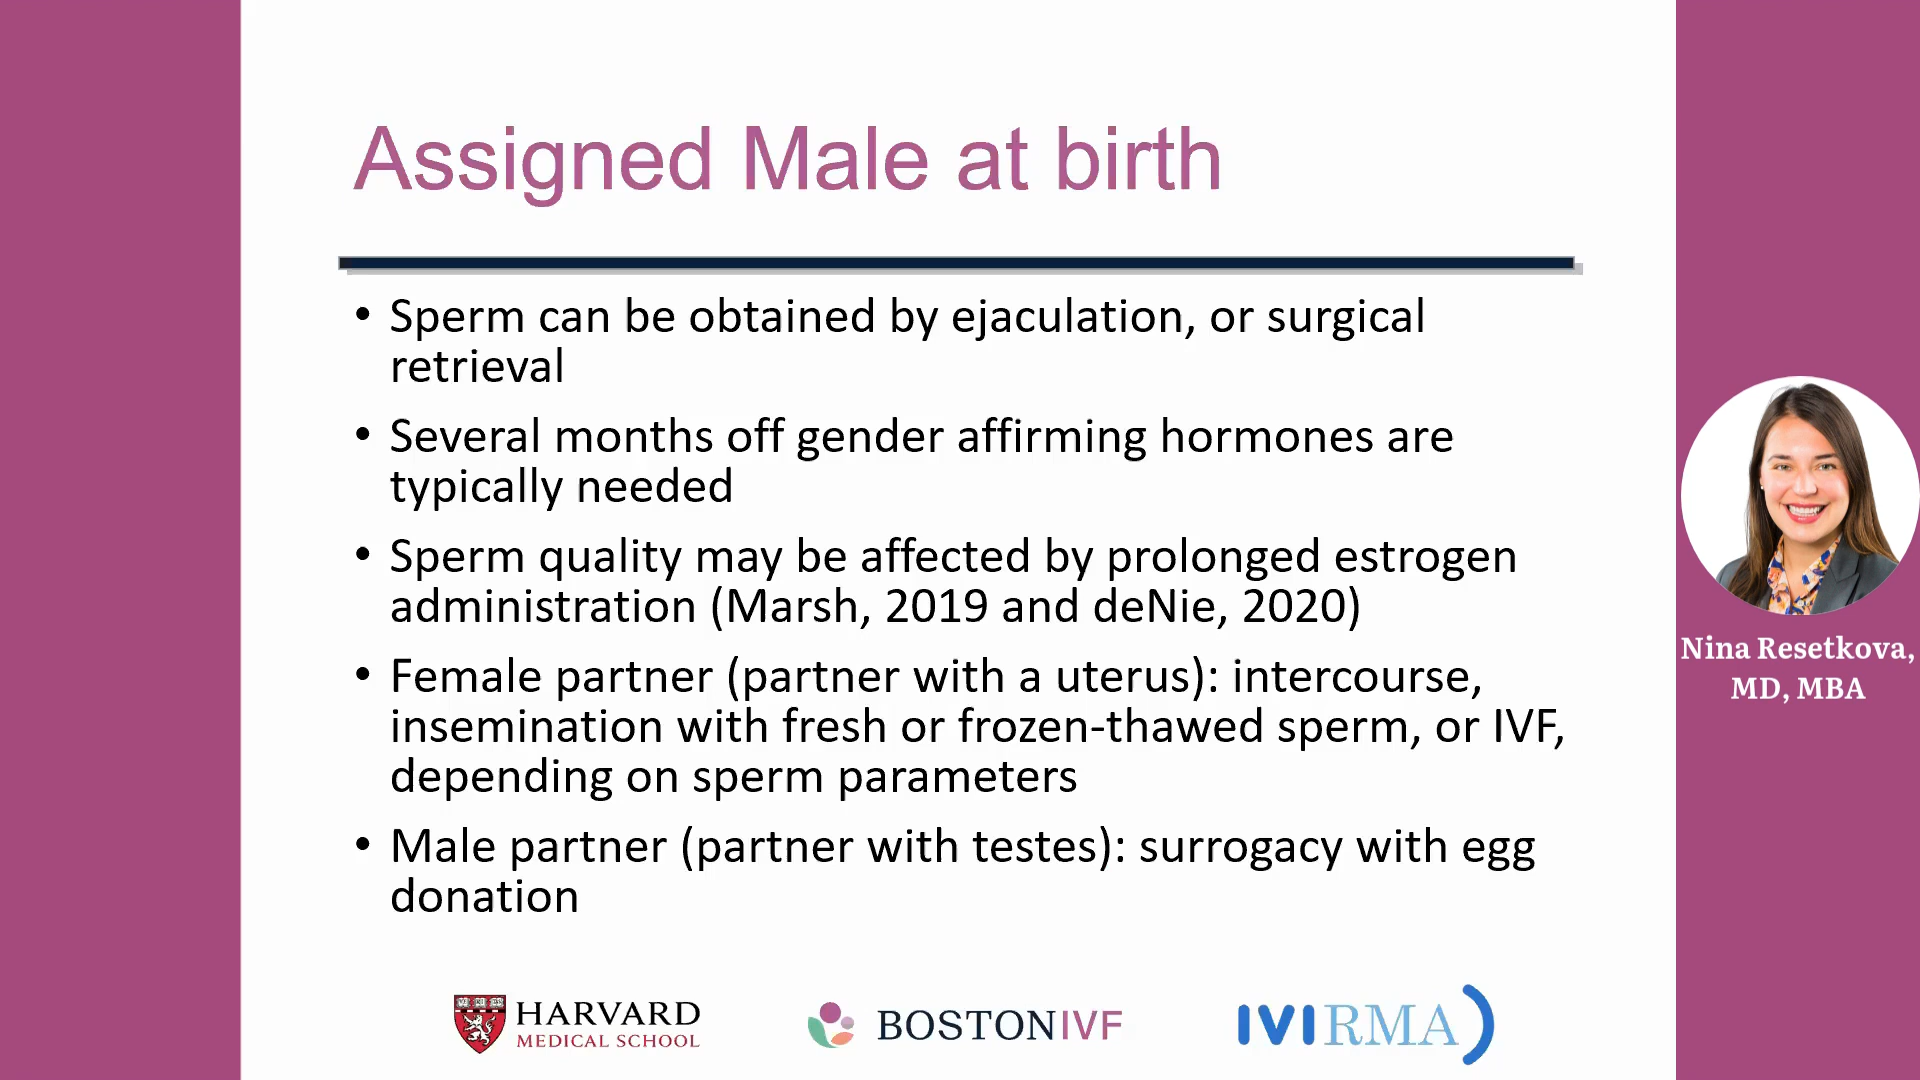 Assigned Male at birth
• Sperm can be obtained by ejaculation, or surgical
retrieval
• Several months off gender affirming hormones are
typically needed
• Sperm quality may be affected by prolonged estrogen
administration (Marsh, 2019 and deNie, 2020)
• Female partner (partner with a uterus): intercourse,
insemination with fresh or frozen-thawed sperm, or IVF,
depending on sperm parameters
• Male partner (partner with testes): surrogacy with egg
donation
Nina Resetkova,
MD, MBA
HARVARD
MEDICAL SCHOOL
BOSTONIVF
IVIRMA